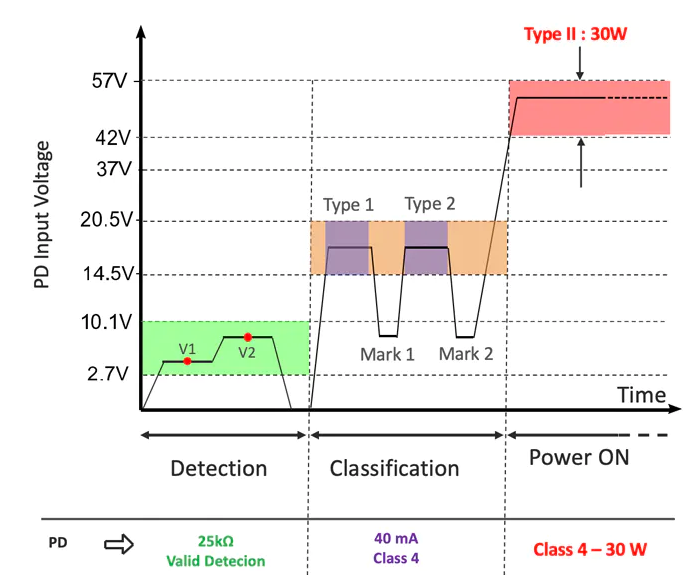 Type II : 30W
57V
42V
37V
20.5V
14.5V
10.1V
2.7V
PD Input Voltage
Type 1
Type 2
V1
V2
Mark 1
Mark 2
Time
Detection
Classification
Power ON
PD
25kΩ
Valid Detecion
40 mA
Class 4
Class 4 – 30 W